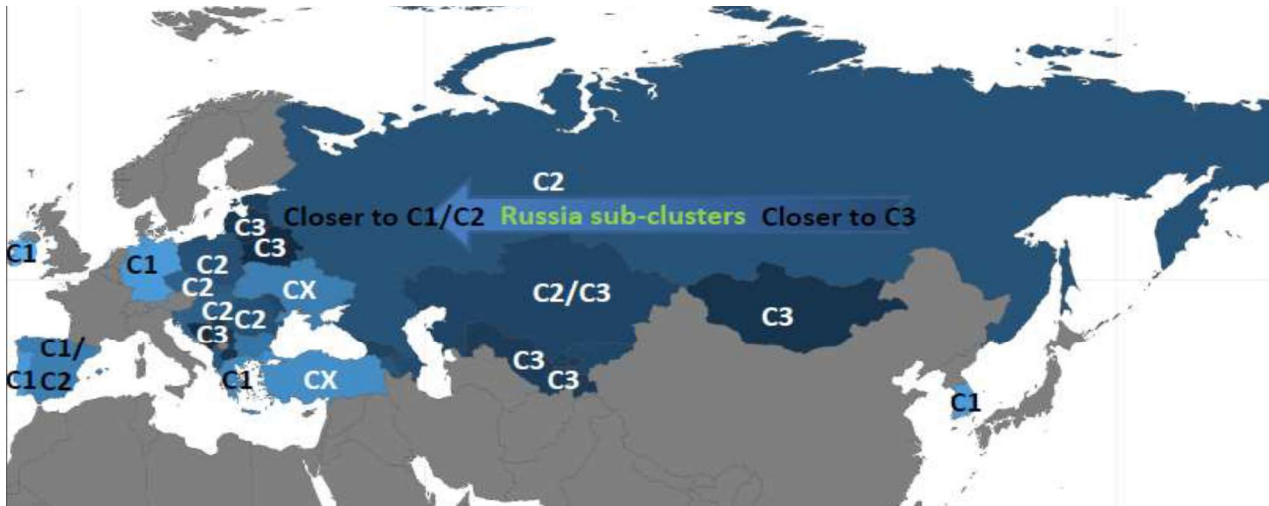 C2
Closer to C1/C2 Russia sub-clusters Closer to C3
C3
C3
C1
C1
C2
C2
CX
C2/C3
C3
C2
C2
C3
C1/
C2
C1
C1
CX
C3
C3
C1